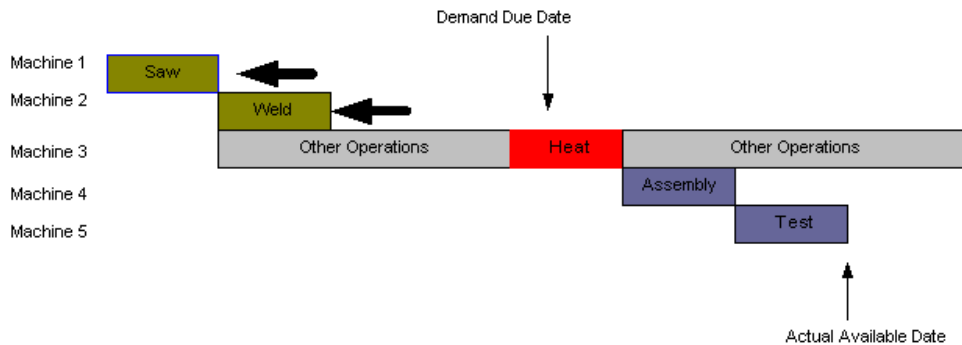 Demand Due Date
Machine 1
Saw
Machine 2
Weld
Machine 3
Other Operations
Heat
Other Operations
Machine 4
Assembly
Machine 5
Test
Actual Available Date